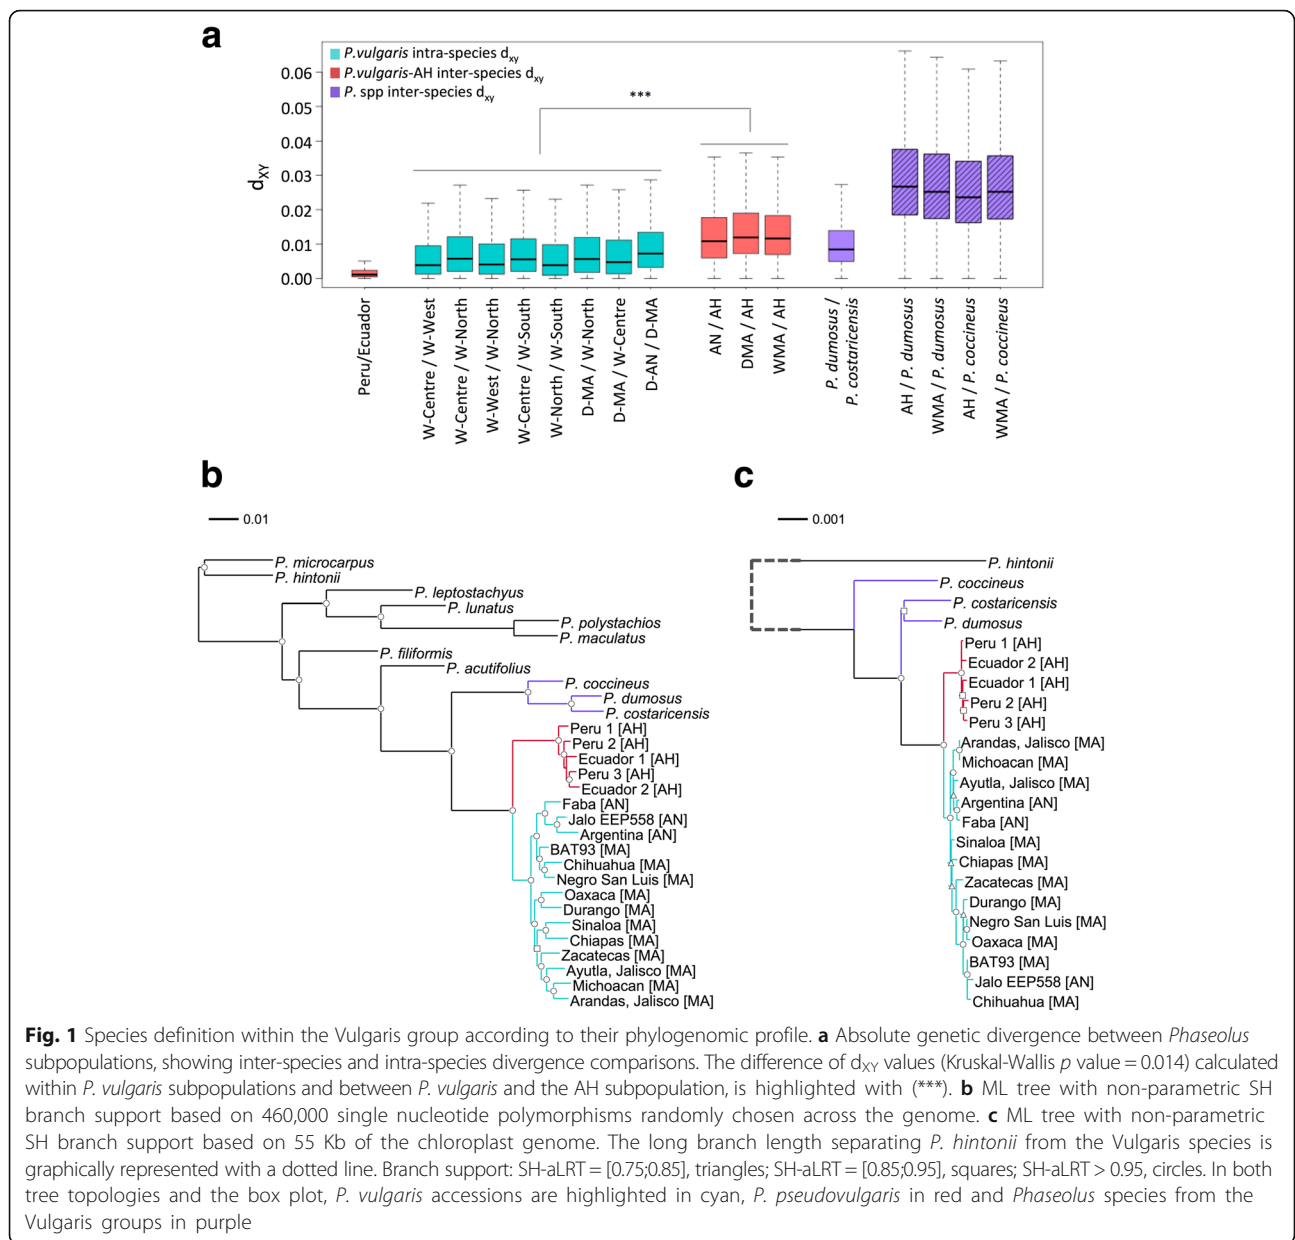 a
P.vulgaris intra-species dxy
P.vulgaris-AH inter-species dxy
P. spp inter-species dxy
***
dXY
0.06
0.05
0.04
0.03
0.02
0.01
0.00
Peru/Ecuador
W-Centre / W-West
W-Centre / W-North
W-West / W-North
W-Centre / W-South
W-North / W-South
D-MA / W-North
D-MA / W-Centre
D-AN / D-MA
AN / AH
DMA / AH
WMA / AH
P. dumosus /
P. costaricensis
AH / P. dumosus
WMA / P. dumosus
AH / P. coccineus
WMA / P. coccineus
b
0.01
P. microcarpus
P. hintonii
P. leptostachyus
P. lunatus
P. polystachios
P. maculatus
P. filiformis
P. acutifolius
P. coccineus
P. dumosus
P. costaricensis
Peru 1 [AH]
Peru 2 [AH]
Ecuador 1 [AH]
Peru 3 [AH]
Ecuador 2 [AH]
Faba [AN]
Jalo EEP558 [AN]
Argentina [AN]
BAT93 [MA]
Chihuahua [MA]
Negro San Luis [MA]
Oaxaca [MA]
Durango [MA]
Sinaloa [MA]
Chiapas [MA]
Zacatecas [MA]
Ayutla, Jalisco [MA]
Michoacan [MA]
Arandas, Jalisco [MA]
c
0.001
P. hintonii
P. coccineus
P. costaricensis
P. dumosus
Peru 1 [AH]
Ecuador 2 [AH]
Ecuador 1 [AH]
Peru 2 [AH]
Peru 3 [AH]
Arandas, Jalisco [MA]
Michoacan [MA]
Ayutla, Jalisco [MA]
Argentina [AN]
Faba [AN]
Sinaloa [MA]
Chiapas [MA]
Zacatecas [MA]
Durango [MA]
Negro San Luis [MA]
Oaxaca [MA]
BAT93 [MA]
Jalo EEP558 [AN]
Chihuahua [MA]
Fig. 1 Species definition within the Vulgaris group according to their phylogenomic profile. a Absolute genetic divergence between Phaseolus
subpopulations, showing inter-species and intra-species divergence comparisons. The difference of dXY values (Kruskal-Wallis p value = 0.014) calculated
within P. vulgaris subpopulations and between P. vulgaris and the AH subpopulation, is highlighted with (***). b ML tree with non-parametric SH
branch support based on 460,000 single nucleotide polymorphisms randomly chosen across the genome. c ML tree with non-parametric
SH branch support based on 55 Kb of the chloroplast genome. The long branch length separating P. hintonii from the Vulgaris species is
graphically represented with a dotted line. Branch support: SH-aLRT = [0.75;0.85], triangles; SH-aLRT = [0.85;0.95], squares; SH-aLRT > 0.95, circles. In both
tree topologies and the box plot, P. vulgaris accessions are highlighted in cyan, P. pseudovulgaris in red and Phaseolus species from the
Vulgaris groups in purple